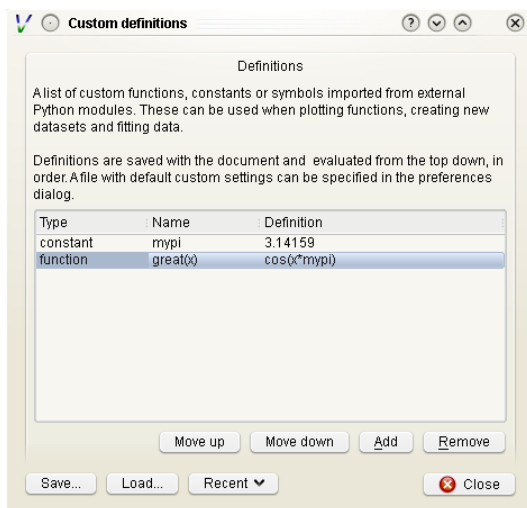 Custom definitions
Definitions
A list of custom functions, constants or symbols imported from external
Python modules. These can be used when plotting functions, creating new
datasets and fitting data.
Definitions are saved with the document and evaluated from the top down, in
order. A file with default custom settings can be specified in the preferences
dialog.
Type Name Definition
constant mypi 3.14159
function great(x) cos(x*mypi)
Move up Move down Add Remove
Save... Load... Recent Close